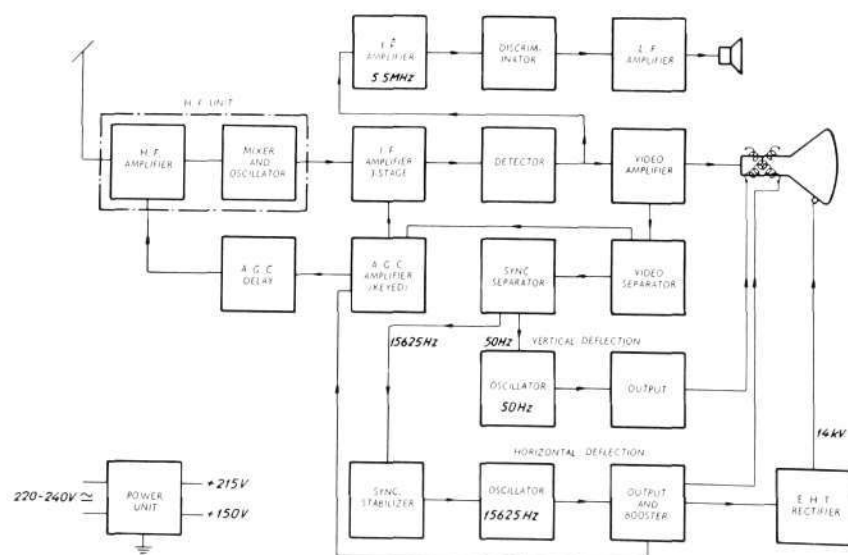 I.F
AMPLIFIER
5.5MHz
DISCRIM-
INATOR
L.F
AMPLIFIER
H.F UNIT
H.F.
AMPLIFIER
MIXER
AND
OSCILLATOR
I.F
AMPLIFIER
3-STAGE
DETECTOR
VIDEO
AMPLIFIER
A.G.C
DELAY
A.G.C
AMPLIFIER
(KEYED)
SYNC
SEPARATOR
VIDEO
SEPARATOR
15625Hz
50Hz
VERTICAL DEFLECTION
OSCILLATOR
50Hz
OUTPUT
14kV
HORIZONTAL DEFLECTION
220-240V ≃
POWER
UNIT
+215V
+150V
SYNC.
STABILIZER
OSCILLATOR
15625Hz
OUTPUT
AND
BOOSTER
E.H.T.
RECTIFIER